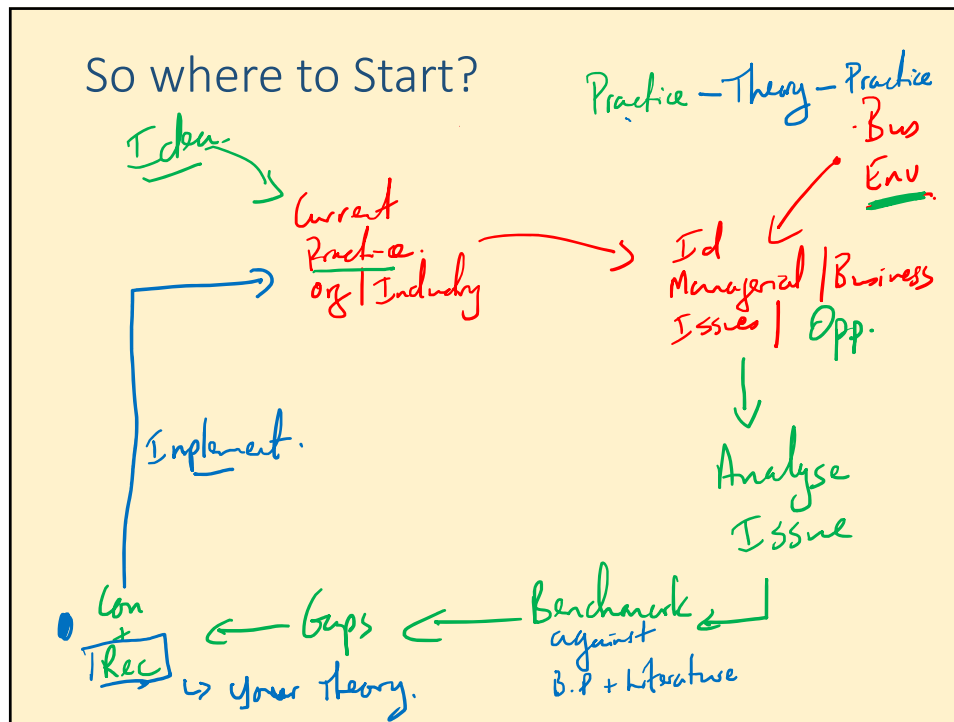 So where to Start?
Practice – Theory – Practice
Idea.
Bus
Env
Current
Practice.
Org | Industry
Id
Managerial | Business
Issues | Opp.
Implement.
Analyse
Issue
Con
+
Rec
Gaps
Benchmark
against
B.P + Literature
↳ your Theory.